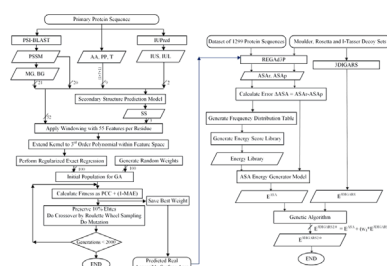 Primary Protein Sequence
PSI-BLAST
IUPred
PSSM
AA, PP, T
IUS, IUL
MG, BG
Secondary Structure Prediction Model
SS
Apply Windowing with 55 Features per Residue
Extend Kernel to 3rd Order Polynomial within Feature Space
Perform Regularized Exact Regression
Generate Random Weights
Initial Population for GA
Calculate Fitness as PCC + (1-MAE)
Save Best Weight
Preserve 10% Elites
Do Crossover by Roulette Wheel Sampling
Do Mutation
END
Predicted Real
Dataset of 1299 Protein Sequences
Moulder, Rosetta and I-Tasser Decoy Sets
REGAd3P
3DIGARS
ASAr, ASAp
Calculate Error ΔASA = ASAr-ASAp
Generate Frequency Distribution Table
Generate Energy Score Library
Energy Library
ASA Energy Generator Model
Genetic Algorithm
END